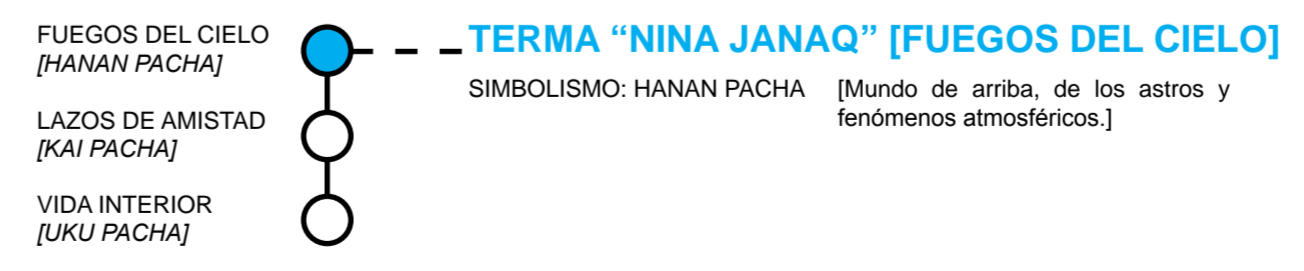 FUEGOS DEL CIELO
[HANAN PACHA]
LAZOS DE AMISTAD
[KAI PACHA]
VIDA INTERIOR
[UKU PACHA]
TERMA “NINA JANAQ” [FUEGOS DEL CIELO]
SIMBOLISMO: HANAN PACHA
[Mundo de arriba, de los astros y
fenómenos atmosféricos.]